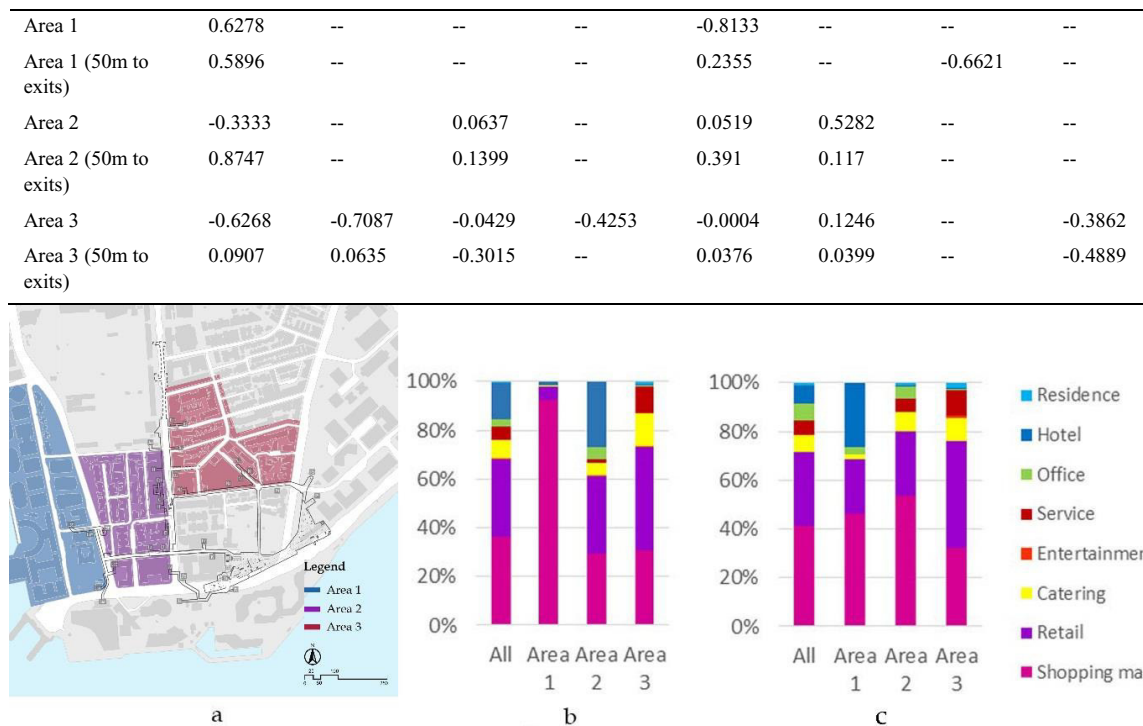 Area 1 0.6278 -- -- -- -0.8133 -- -- --
Area 1 (50m to 0.5896 -- -- -- 0.2355 -- -0.6621 --
exits)
Area 2 -0.3333 -- 0.0637 -- 0.0519 0.5282 -- --
Area 2 (50m to 0.8747 -- 0.1399 -- 0.391 0.117 -- --
exits)
Area 3 -0.6268 -0.7087 -0.0429 -0.4253 -0.0004 0.1246 -- -0.3862
Area 3 (50m to 0.0907 0.0635 -0.3015 -- 0.0376 0.0399 -- -0.4889
exits)
Legend
Area 1
Area 2
Area 3
a
100%
80%
60%
40%
20%
0%
All Area Area Area
1 2 3
b
100%
80%
60%
40%
20%
0%
All Area Area Area
1 2 3
c
Residence
Hotel
Office
Service
Entertainmen
Catering
Retail
Shopping ma